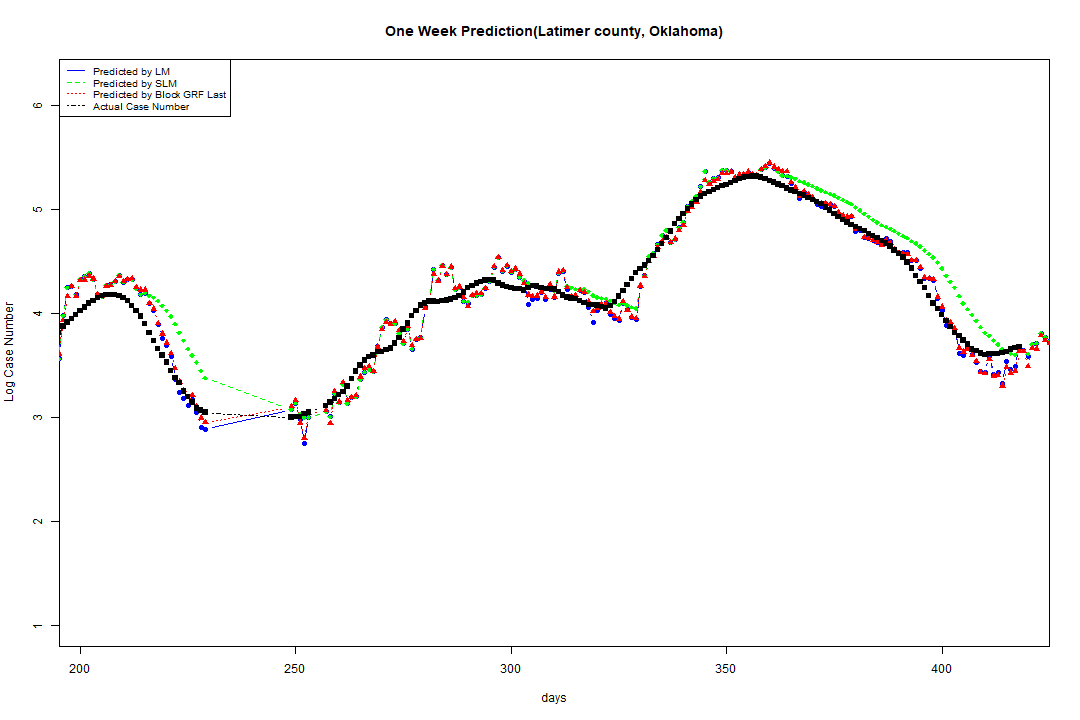 One Week Prediction(Latimer county, Oklahoma)
Predicted by LM
Predicted by SLM
Predicted by Block GRF Last
Actual Case Number
6
5
4
3
2
1
Log Case Number
200
250
300
350
400
days